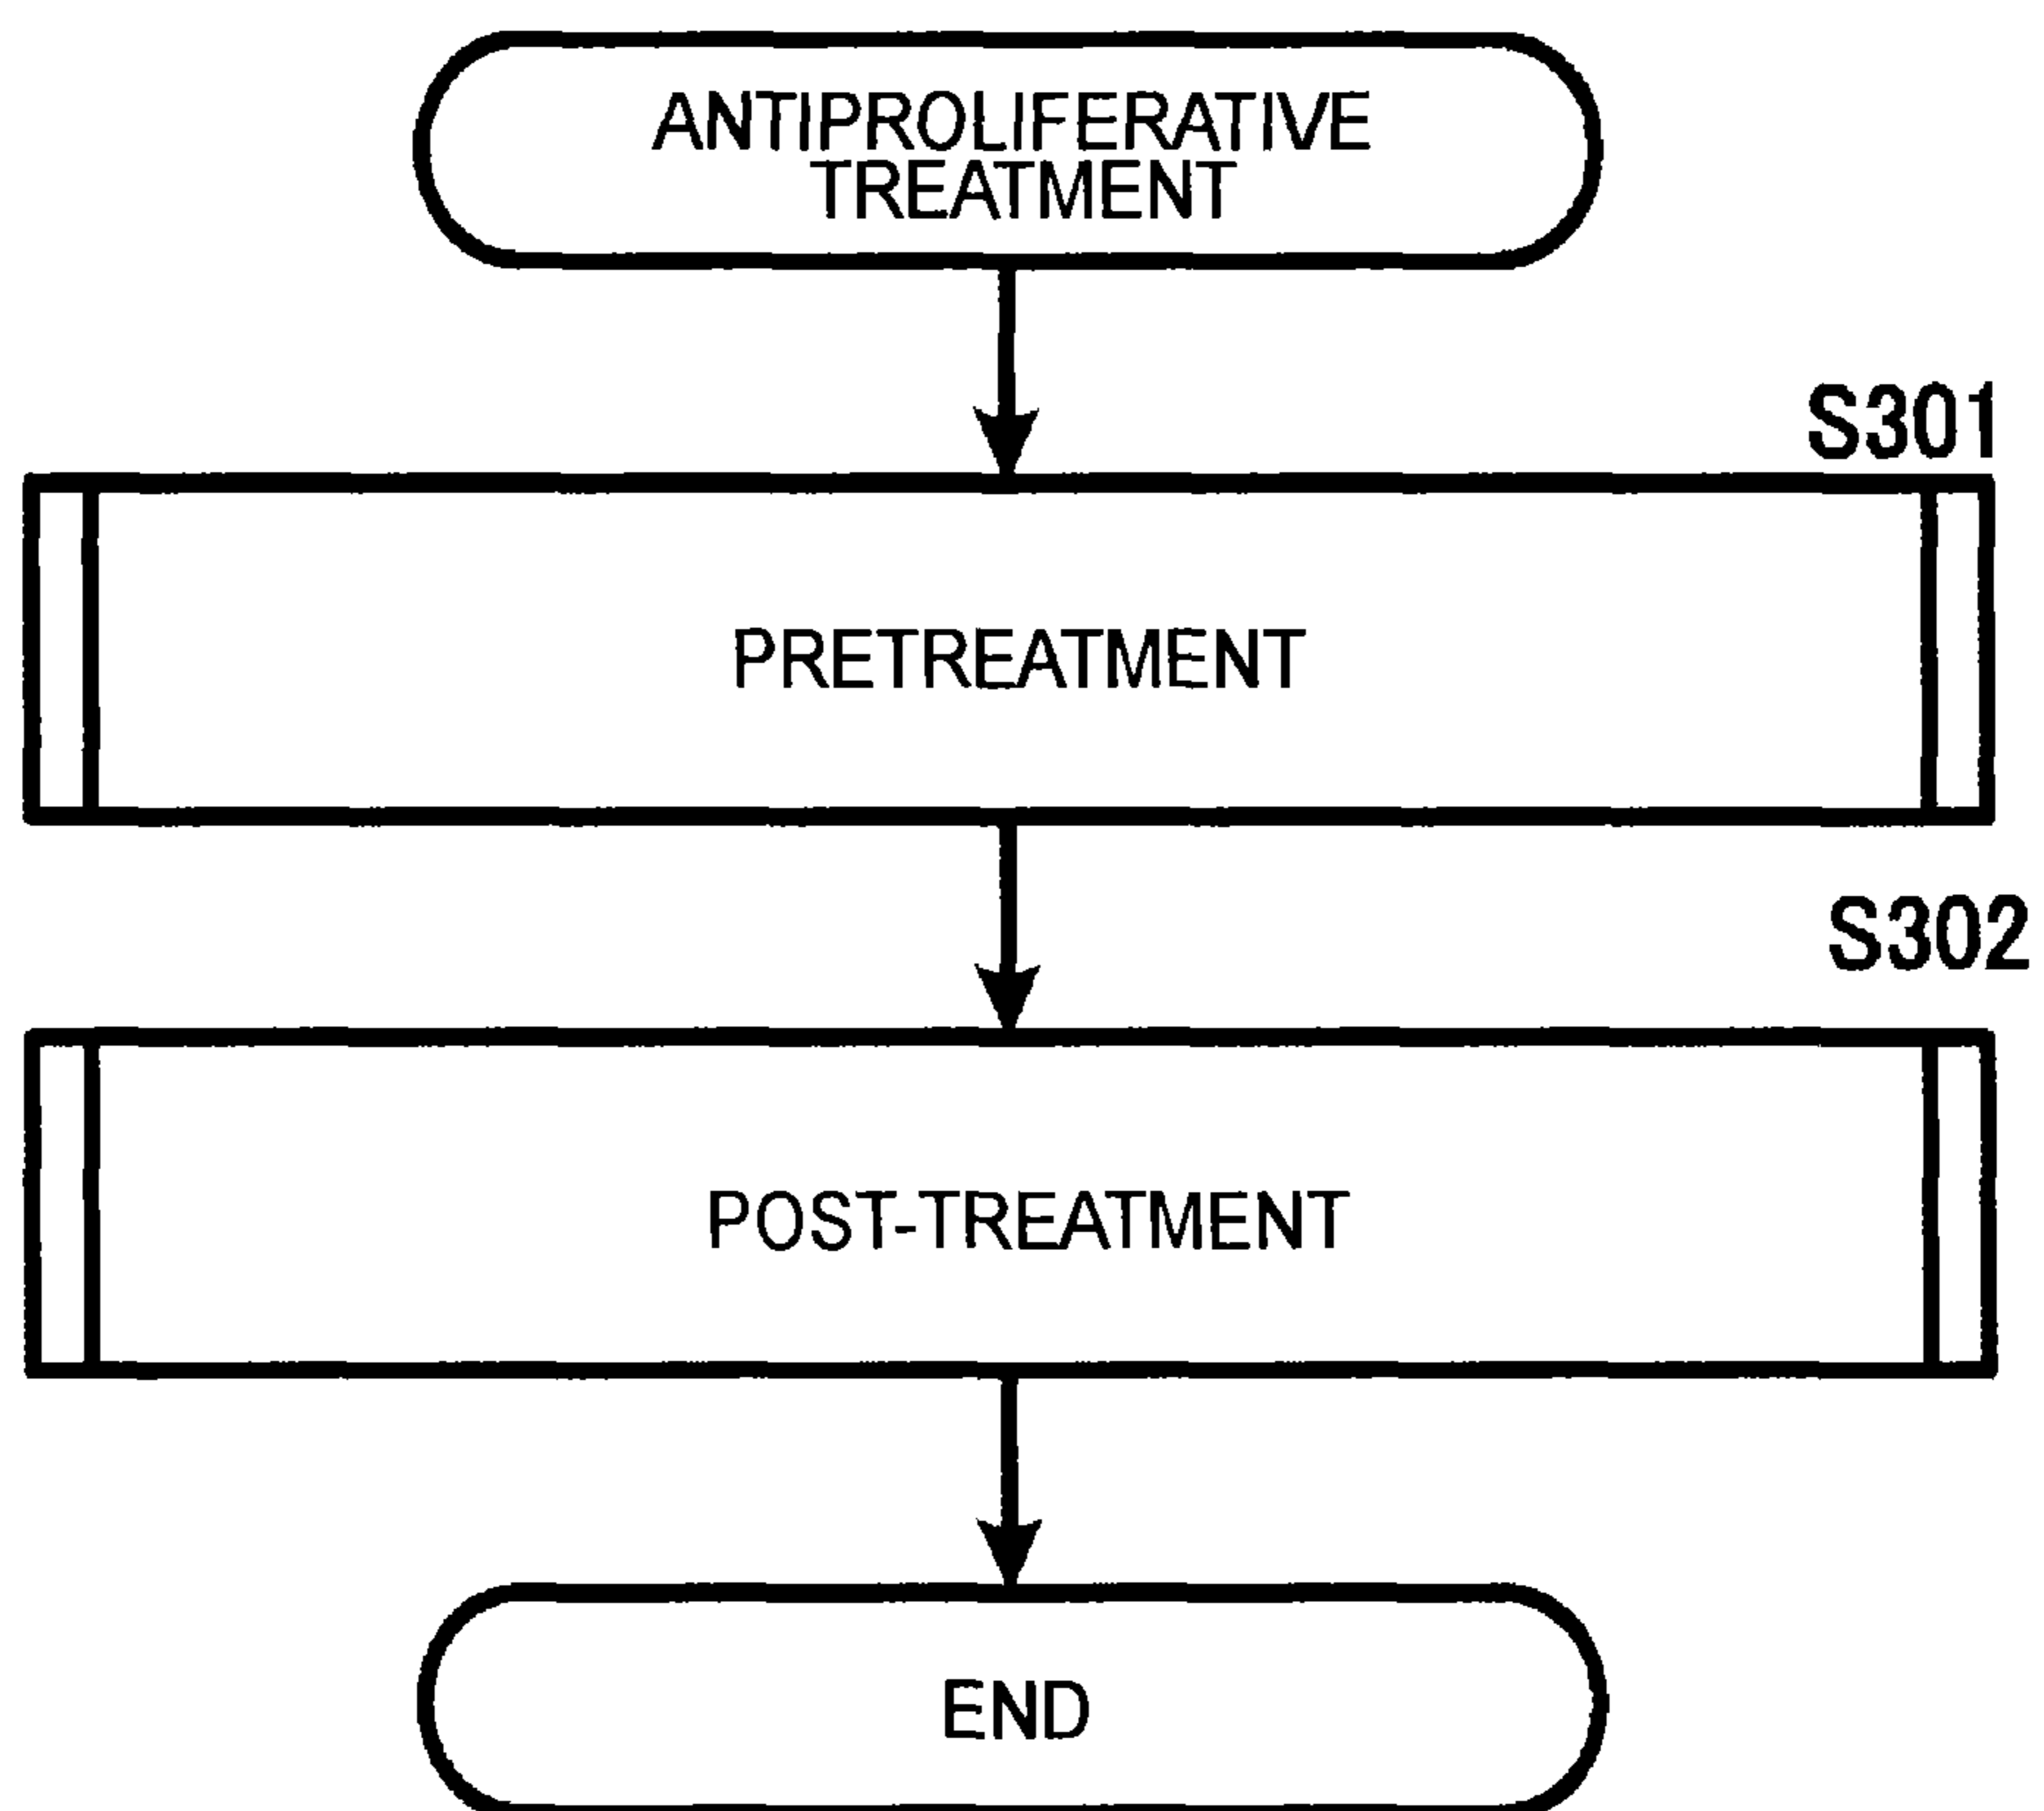 ANTIPROLIFERATIVE
TREATMENT
S301
PRETREATMENT
S302
POST-TREATMENT
END